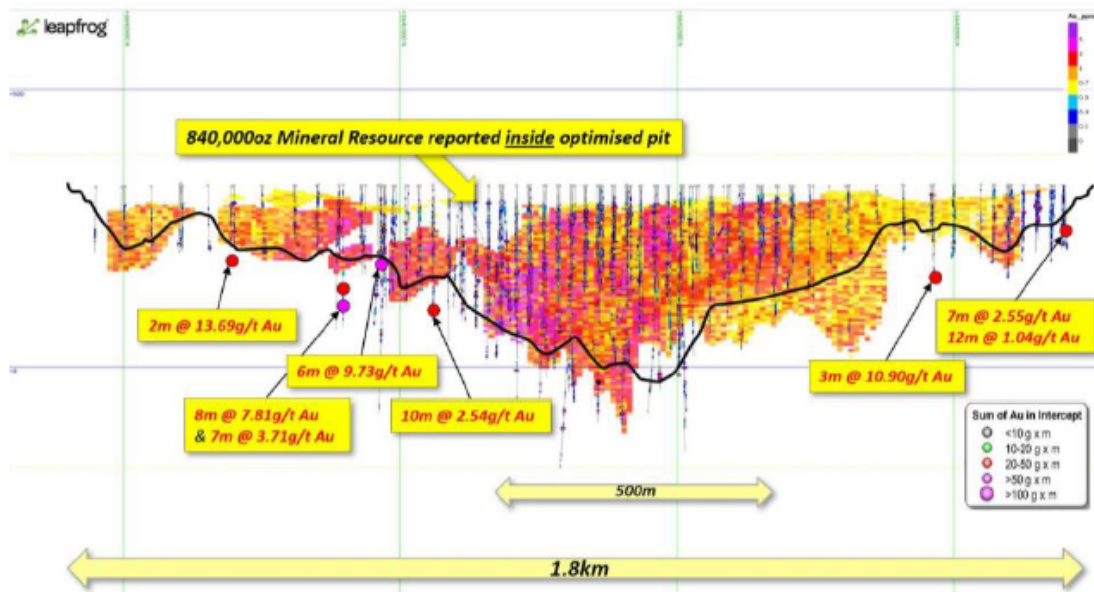 leapfrog
Au_ppm
840,000oz Mineral Resource reported inside optimised pit
2m @ 13.69g/t Au
6m @ 9.73g/t Au
8m @ 7.81g/t Au
& 7m @ 3.71g/t Au
10m @ 2.54g/t Au
7m @ 2.55g/t Au
12m @ 1.04g/t Au
3m @ 10.90g/t Au
Sum of Au in Intercept
<10 g x m
10-20 g x m
20-50 g x m
>50 g x m
>100 g x m
500m
1.8km